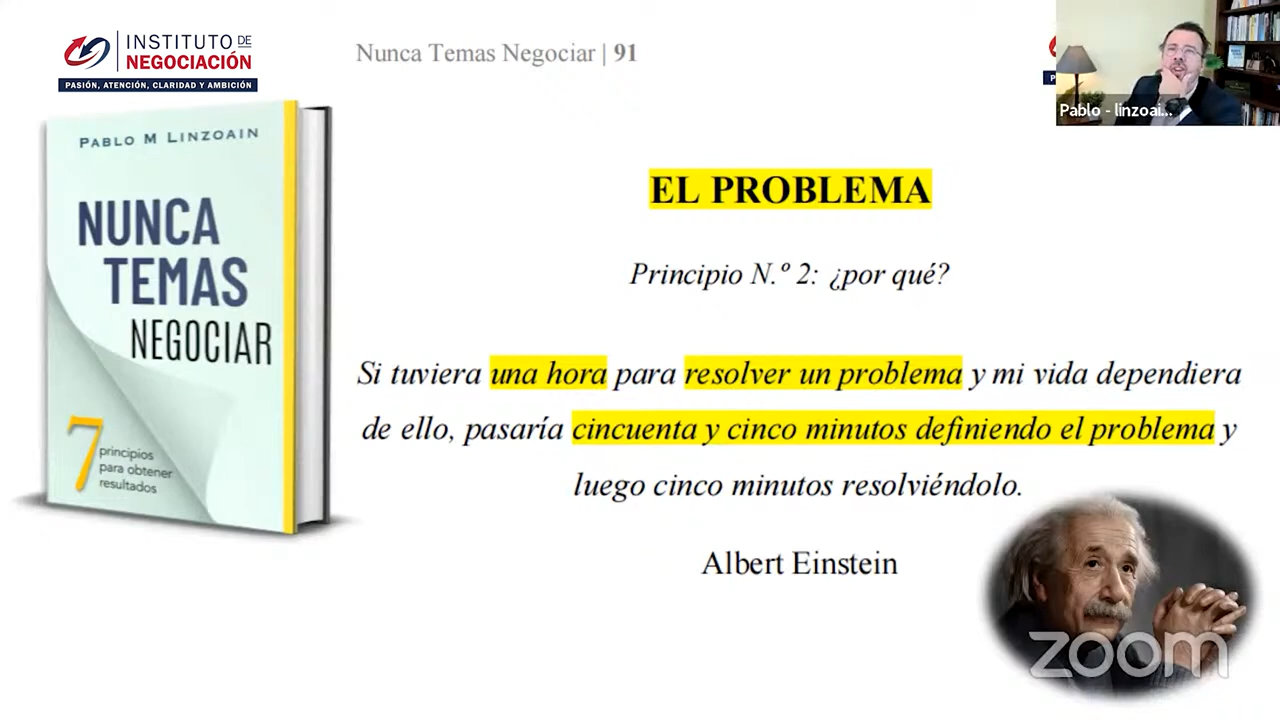 INSTITUTO DE
NEGOCIACIÓN
PASIÓN, ATENCIÓN, CLARIDAD Y AMBICIÓN
Nunca Temas Negociar | 91
Pablo - linzoai...
PABLO M LINZOAIN
NUNCA
TEMAS
NEGOCIAR
7 principios
para obtener
resultados
EL PROBLEMA
Principio N.º 2: ¿por qué?
Si tuviera una hora para resolver un problema y mi vida dependiera
de ello, pasaría cincuenta y cinco minutos definiendo el problema y
luego cinco minutos resolviéndolo.
Albert Einstein
zoom